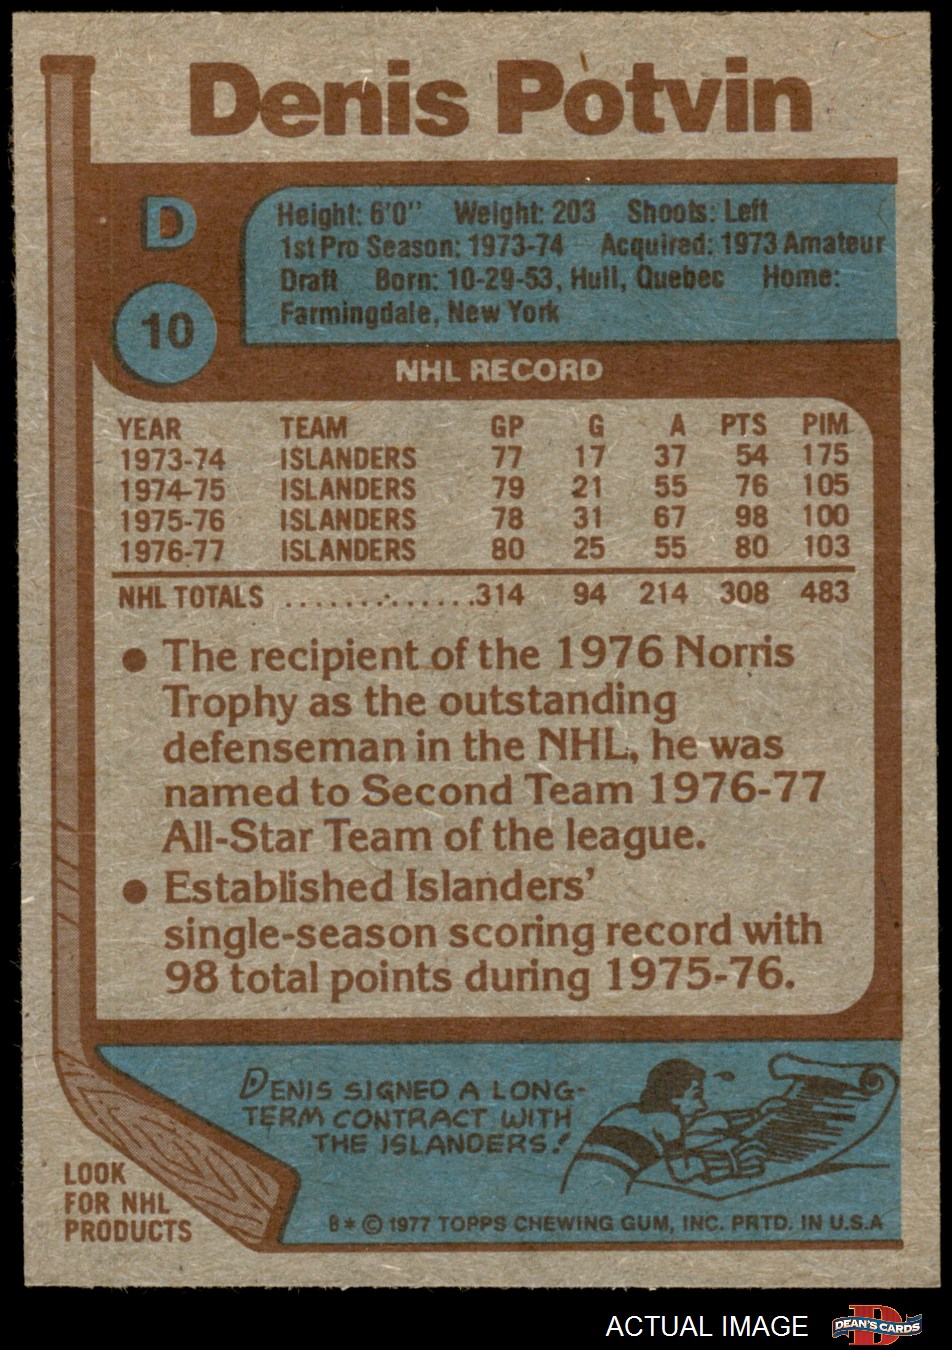 Denis Potvin
D
10
Height: 6'0" Weight: 203 Shoots: Left
1st Pro Season: 1973-74 Acquired: 1973 Amateur
Draft Born: 10-29-53, Hull, Quebec Home:
Farmingdale, New York
NHL RECORD
YEAR TEAM GP G A PTS PIM
1973-74 ISLANDERS 77 17 37 54 175
1974-75 ISLANDERS 79 21 55 76 105
1975-76 ISLANDERS 78 31 67 98 100
1976-77 ISLANDERS 80 25 55 80 103
NHL TOTALS ..............314 94 214 308 483
● The recipient of the 1976 Norris
Trophy as the outstanding
defenseman in the NHL, he was
named to Second Team 1976-77
All-Star Team of the league.
● Established Islanders'
single-season scoring record with
98 total points during 1975-76.
DENIS SIGNED A LONG-
TERM CONTRACT WITH
THE ISLANDERS!
LOOK
FOR NHL
PRODUCTS
B* © 1977 TOPPS CHEWING GUM, INC. PRTD. IN U.S.A
ACTUAL IMAGE
D
DEAN'S CARDS